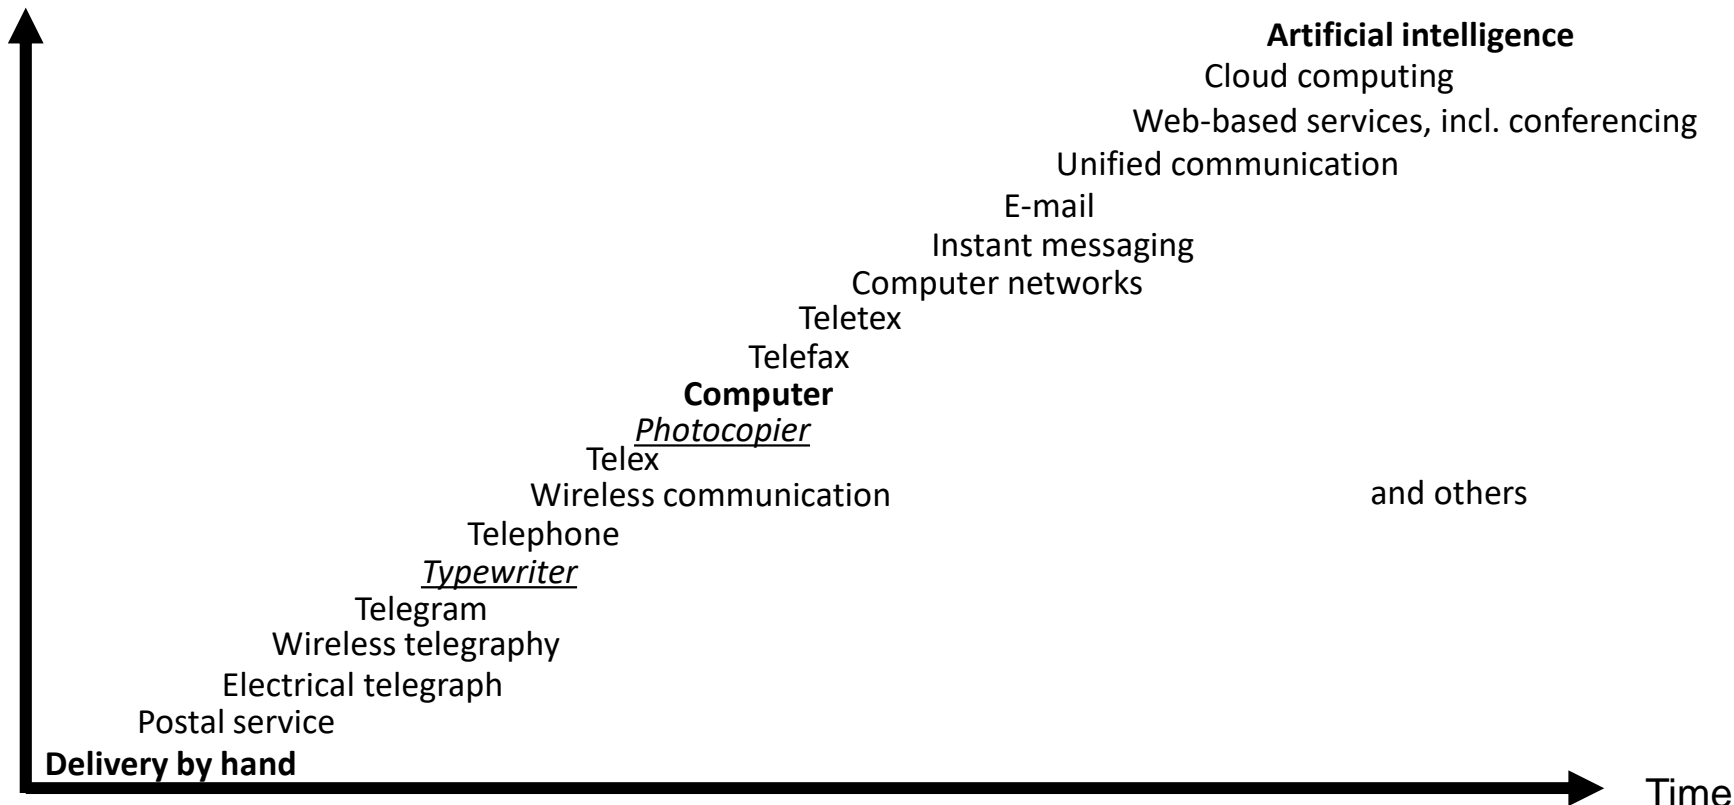 Artificial intelligence
Cloud computing
Web-based services, incl. conferencing
Unified communication
E-mail
Instant messaging
Computer networks
Teletex
Telefax
Computer
Photocopier
Telex
Wireless communication
and others
Telephone
Typewriter
Telegram
Wireless telegraphy
Electrical telegraph
Postal service
Delivery by hand
Time